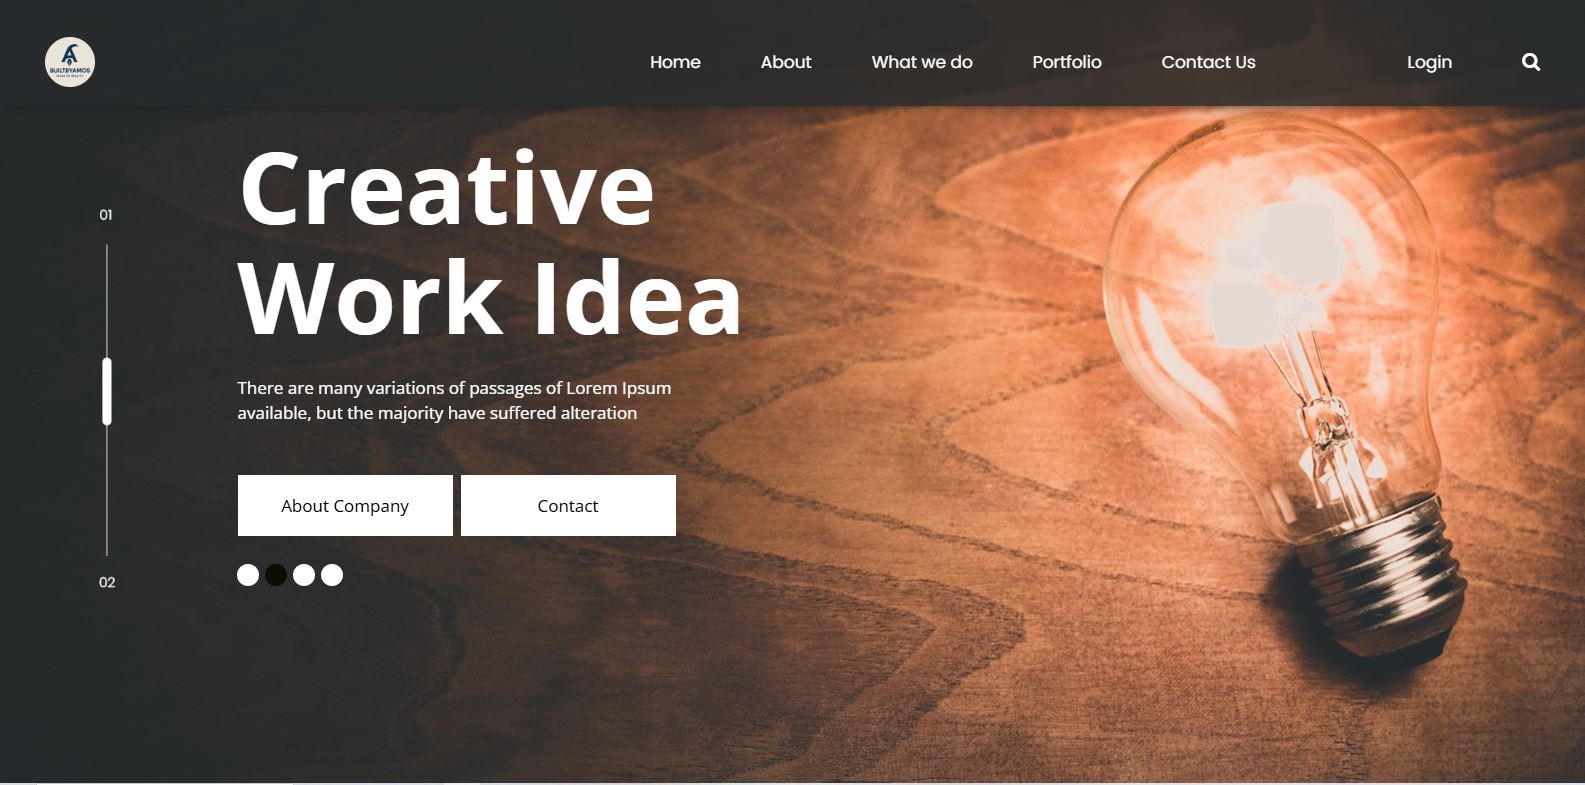 A
BUILTBYAMOS
Home
About
What we do
Portfolio
Contact Us
Login
Creative
Work Idea
01
There are many variations of passages of Lorem Ipsum
available, but the majority have suffered alteration
About Company
Contact
02